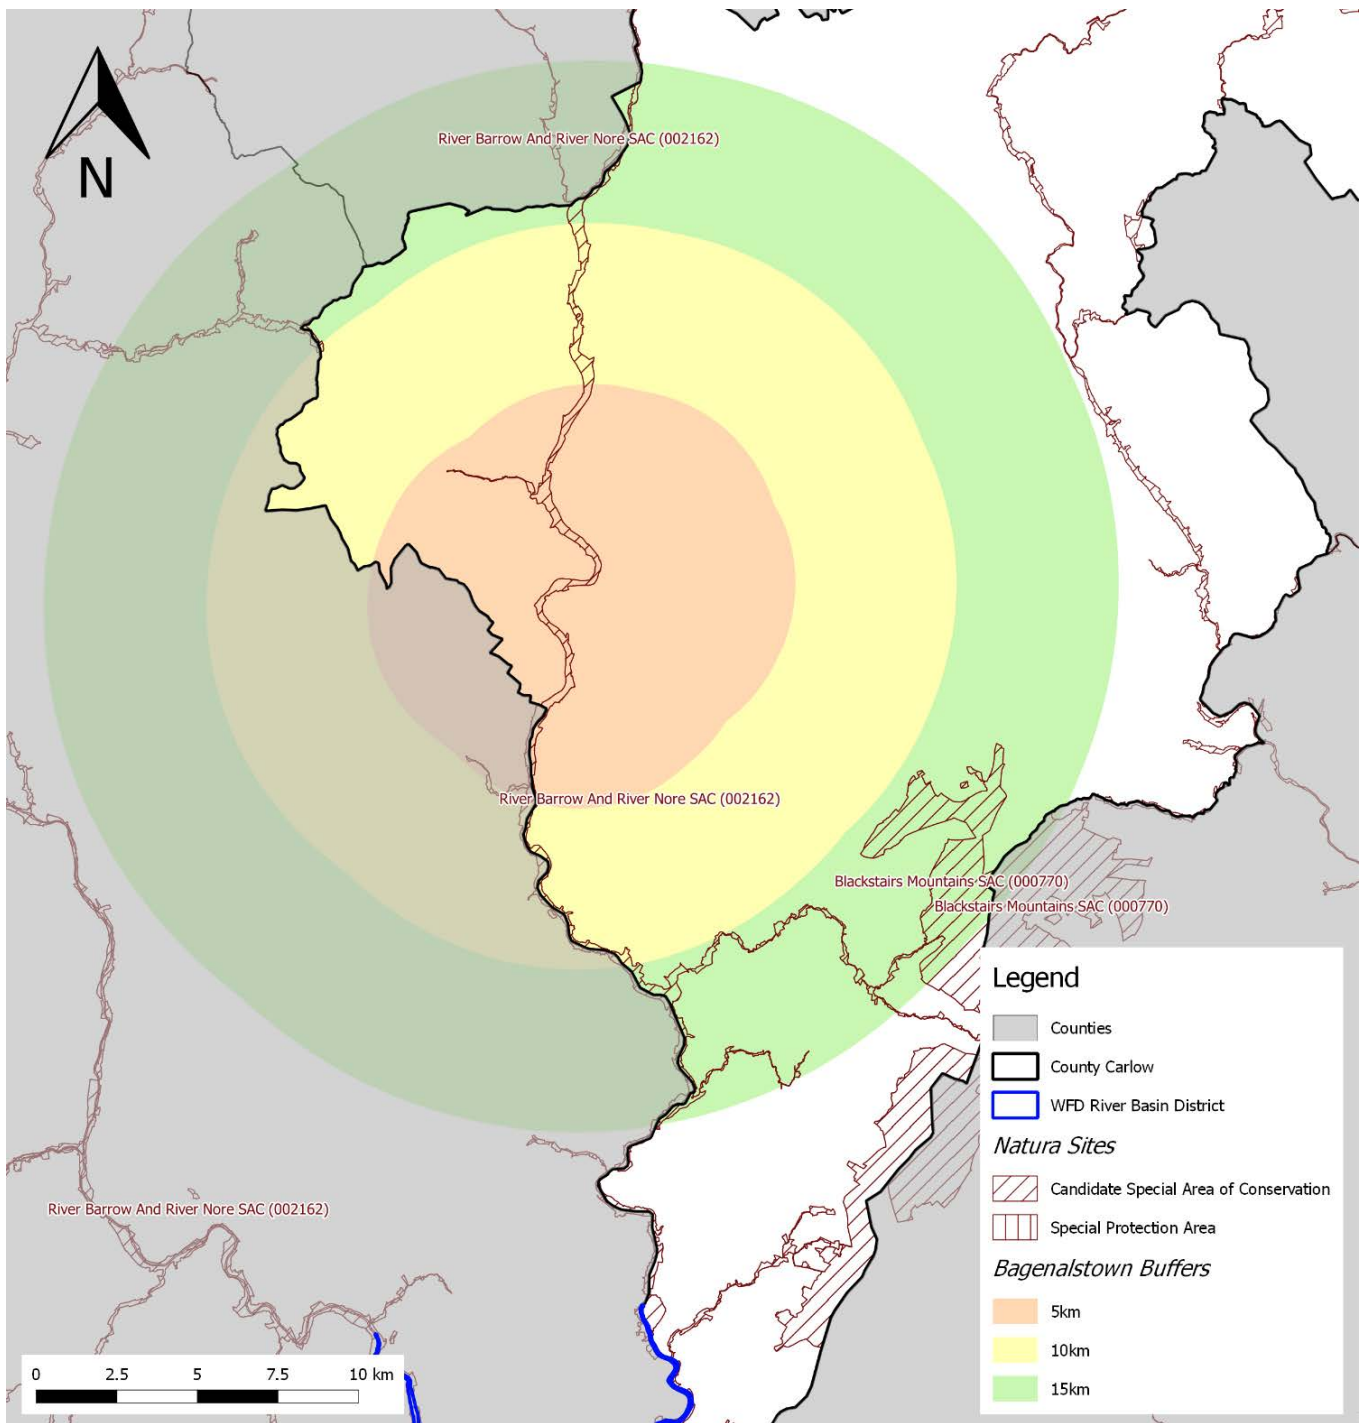 N
River Barrow And River Nore SAC (002162)
River Barrow And River Nore SAC (002162)
Blackstairs Mountains SAC (000770)
Blackstairs Mountains SAC (000770)
River Barrow And River Nore SAC (002162)
Legend
Counties
County Carlow
WFD River Basin District
Natura Sites
Candidate Special Area of Conservation
Special Protection Area
Bagenalstown Buffers
5km
10km
15km
0 2.5 5 7.5 10 km